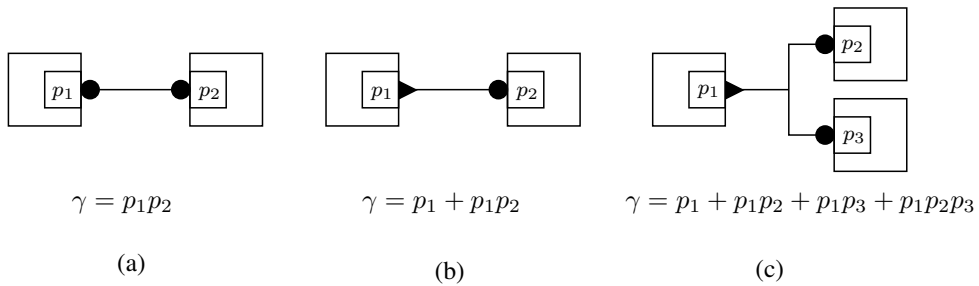 p₂
p₁ p₂ p₁ p₂ p₁
p₃
γ = p₁p₂ γ = p₁ + p₁p₂ γ = p₁ + p₁p₂ + p₁p₃ + p₁p₂p₃
(a) (b) (c)